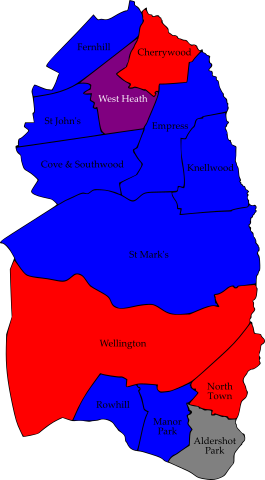 Fernhill
Cherrywood
West Heath
St John's
Empress
Cove & Southwood
Knellwood
St Mark's
Wellington
North
Town
Rowhill
Manor
Park
Aldershot
Park